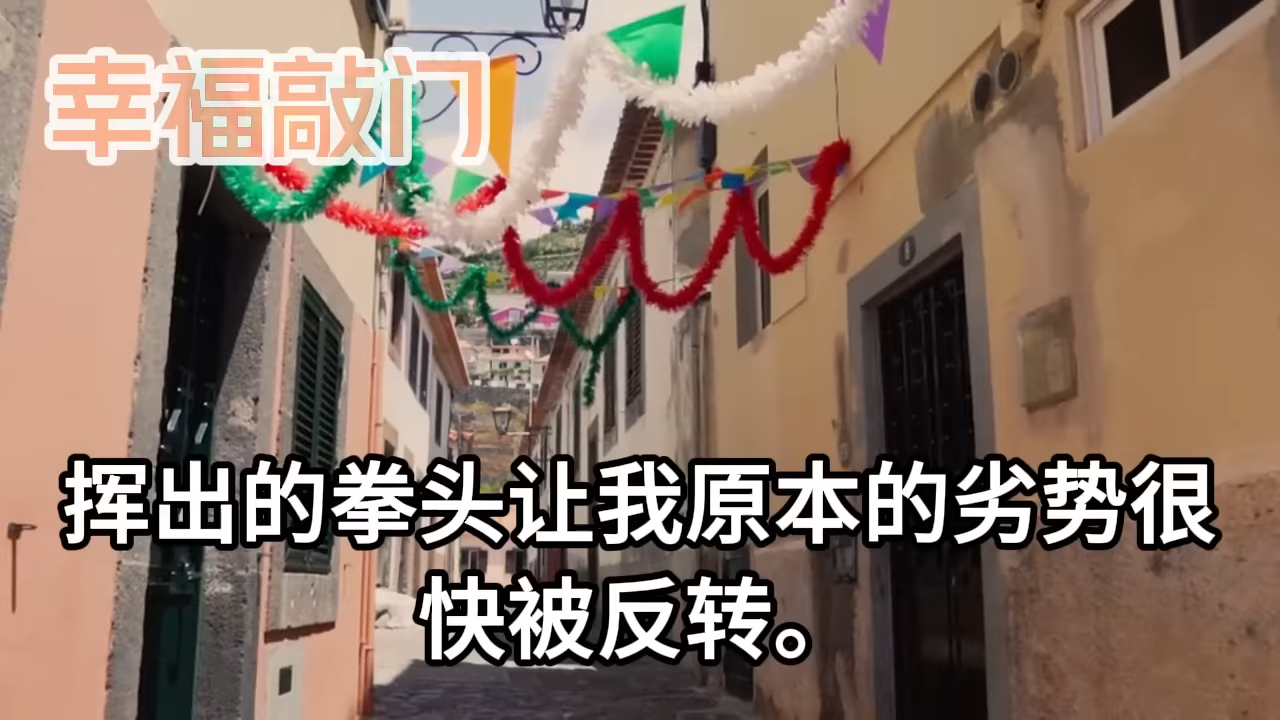 幸福敲门
挥出的拳头让我原本的劣势很
快被反转。